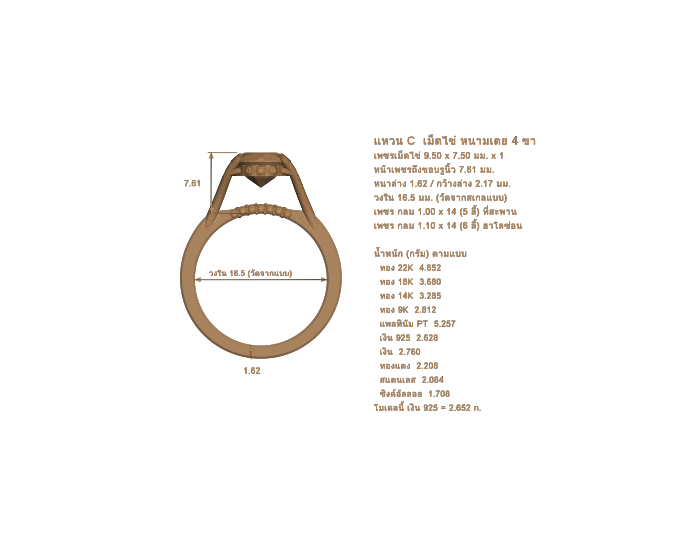 แหวน C เม็ดไข่ หนามเตย 4 ขา
เพชรเม็ดไข่ 9.50 x 7.50 มม. x 1
หน้าเพชรถึงขอบรูนิ้ว 7.61 มม.
หนาล่าง 1.62 / กว้างล่าง 2.17 มม.
วงใน 16.5 มม. (วัดจากสเกลแบบ)
เพชร กลม 1.00 x 14 (5 ลี้) ที่สะพาน
เพชร กลม 1.10 x 14 (6 ลี้) ฮาโลซ่อน
น้ำหนัก (กรัม) ตามแบบ
ทอง 22K 4.652
ทอง 18K 3.680
ทอง 14K 3.285
ทอง 9K 2.812
แพลทินัม PT 5.257
เงิน 925 2.628
เงิน 2.760
ทองแดง 2.208
สแตนเลส 2.084
ซิงค์อัลลอย 1.708
โมเดลนี้ เงิน 925 = 2.652 ก.
7.61
วงใน 16.5 (วัดจากแบบ)
1.62